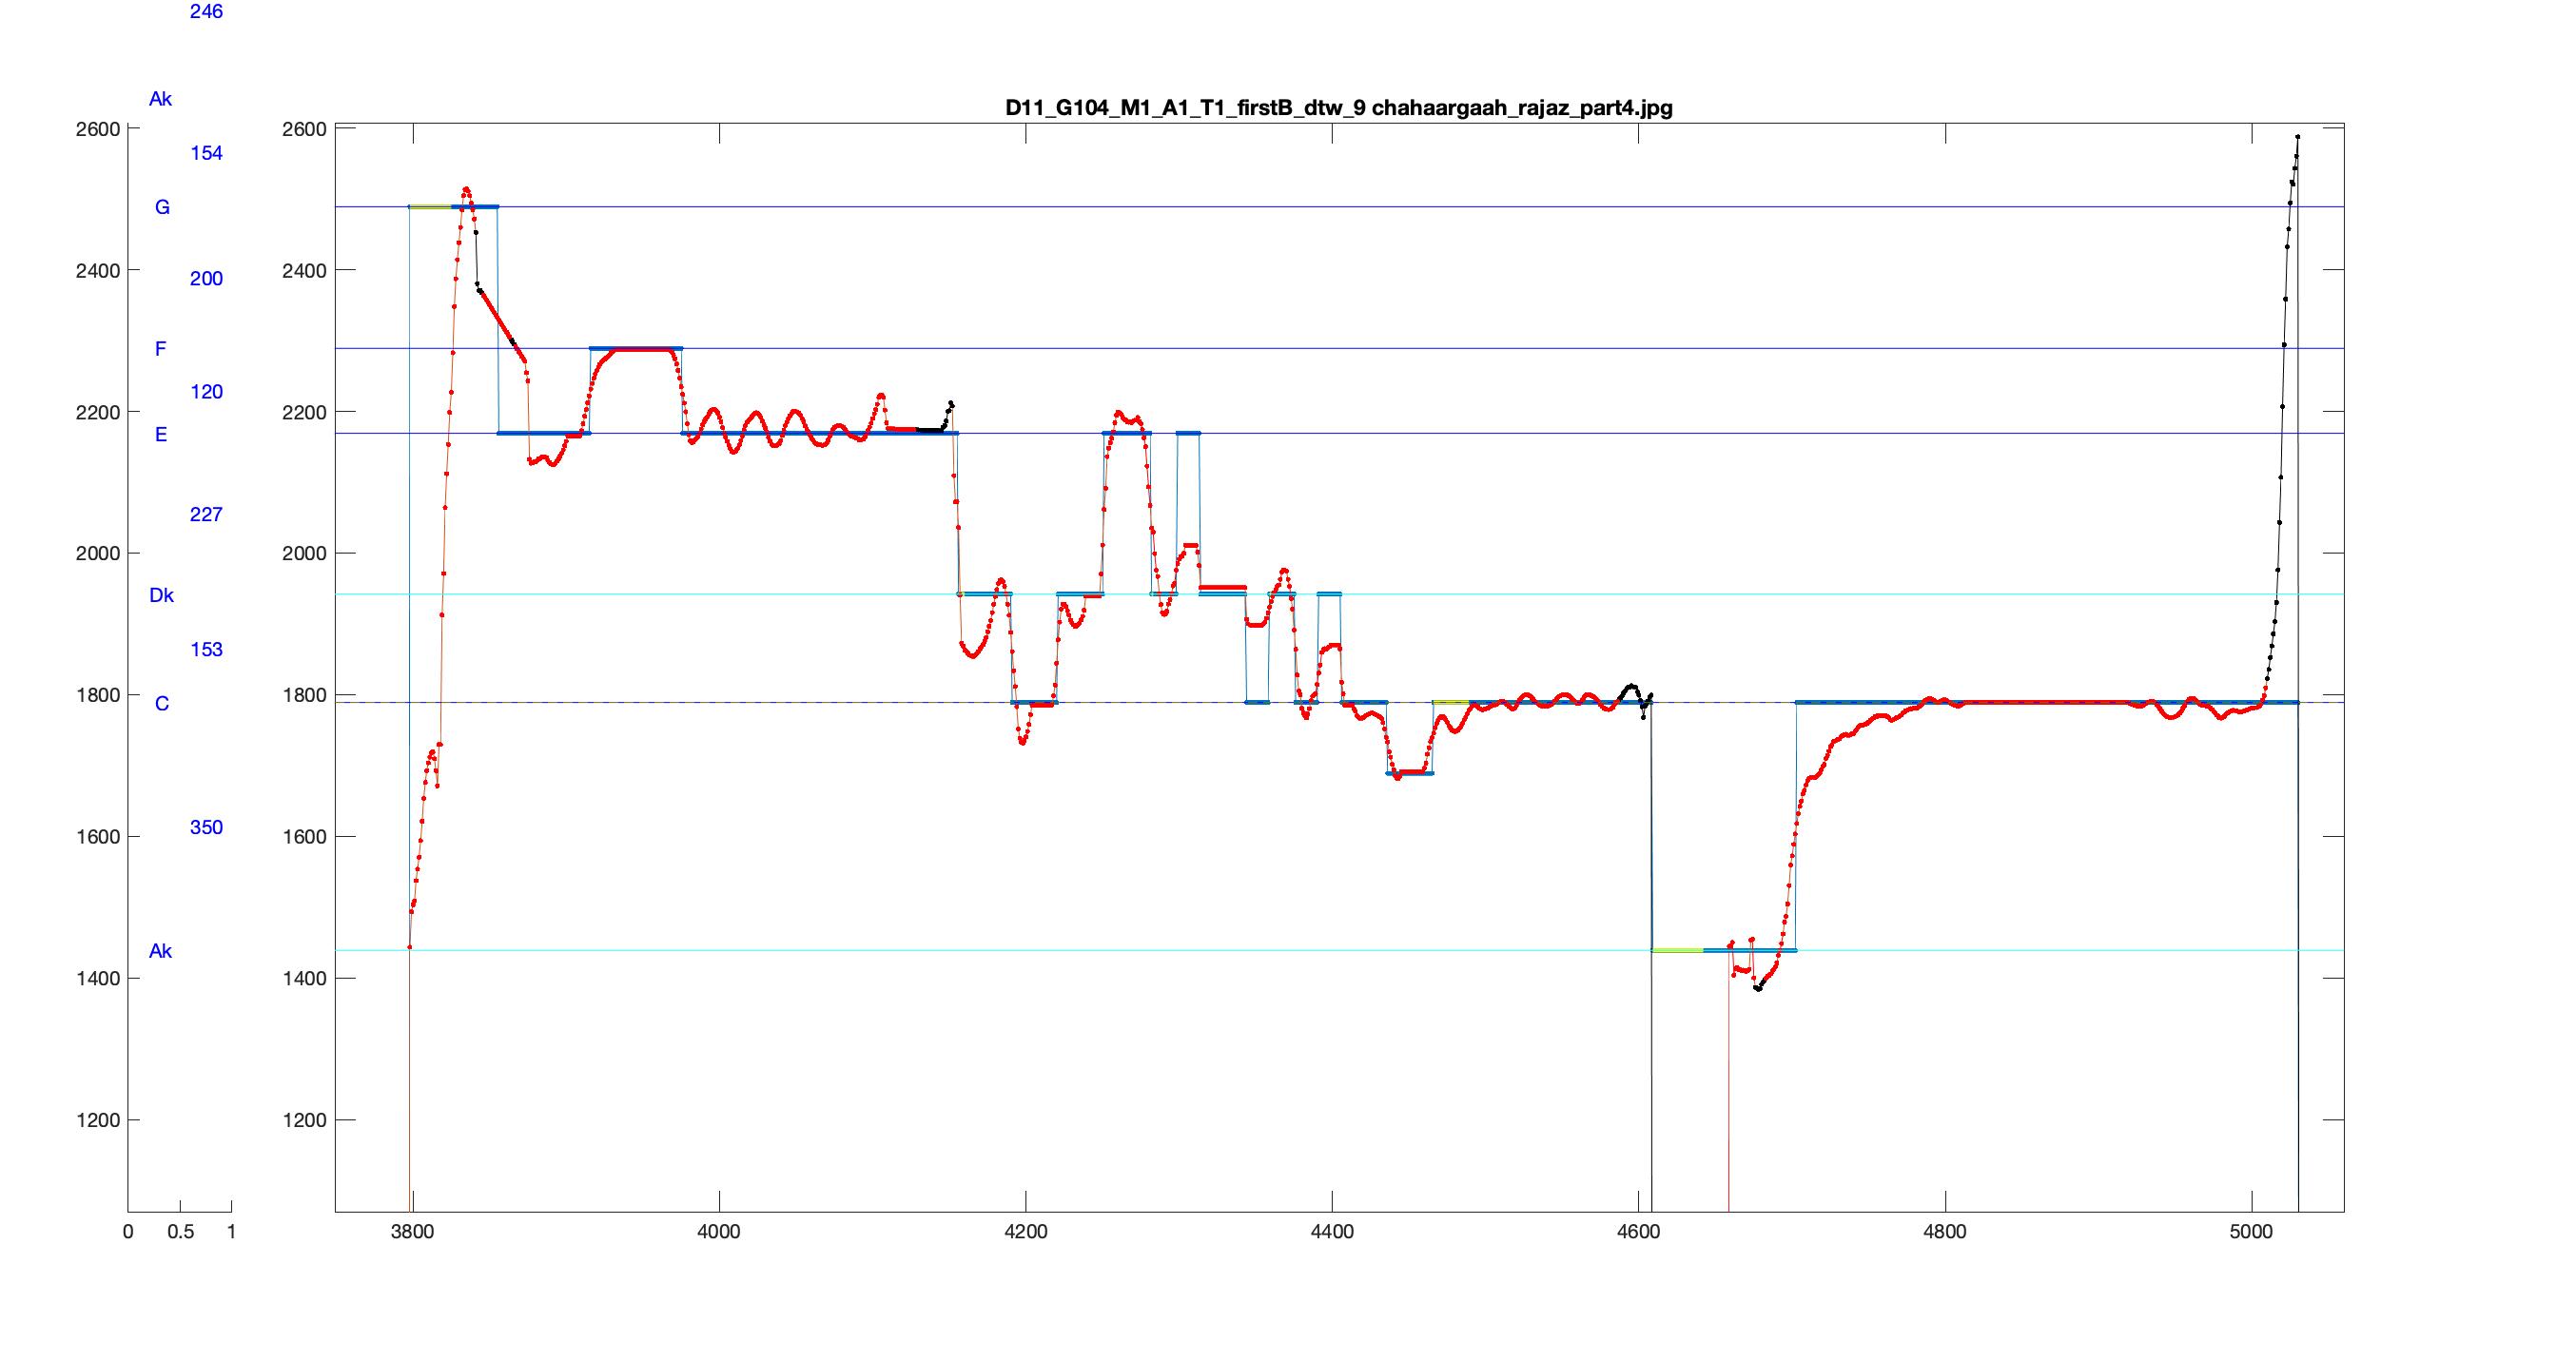 246
Ak
D11_G104_M1_A1_T1_firstB_dtw_9 chahaargaah_rajaz_part4.jpg
2600 2600
154
G
2400 200 2400
F
120
2200 2200
E
227
2000 2000
Dk
153
1800 1800
C
350
1600 1600
Ak
1400 1400
1200 1200
0 0.5 1 3800 4000 4200 4400 4600 4800 5000